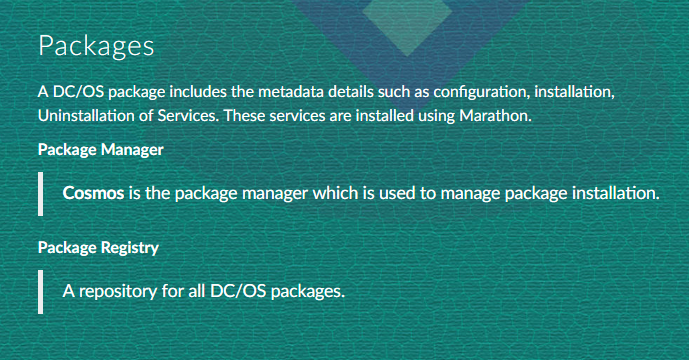 Packages
A DC/OS package includes the metadata details such as configuration, installation,
Uninstallation of Services. These services are installed using Marathon.
Package Manager
Cosmos is the package manager which is used to manage package installation.
Package Registry
A repository for all DC/OS packages.